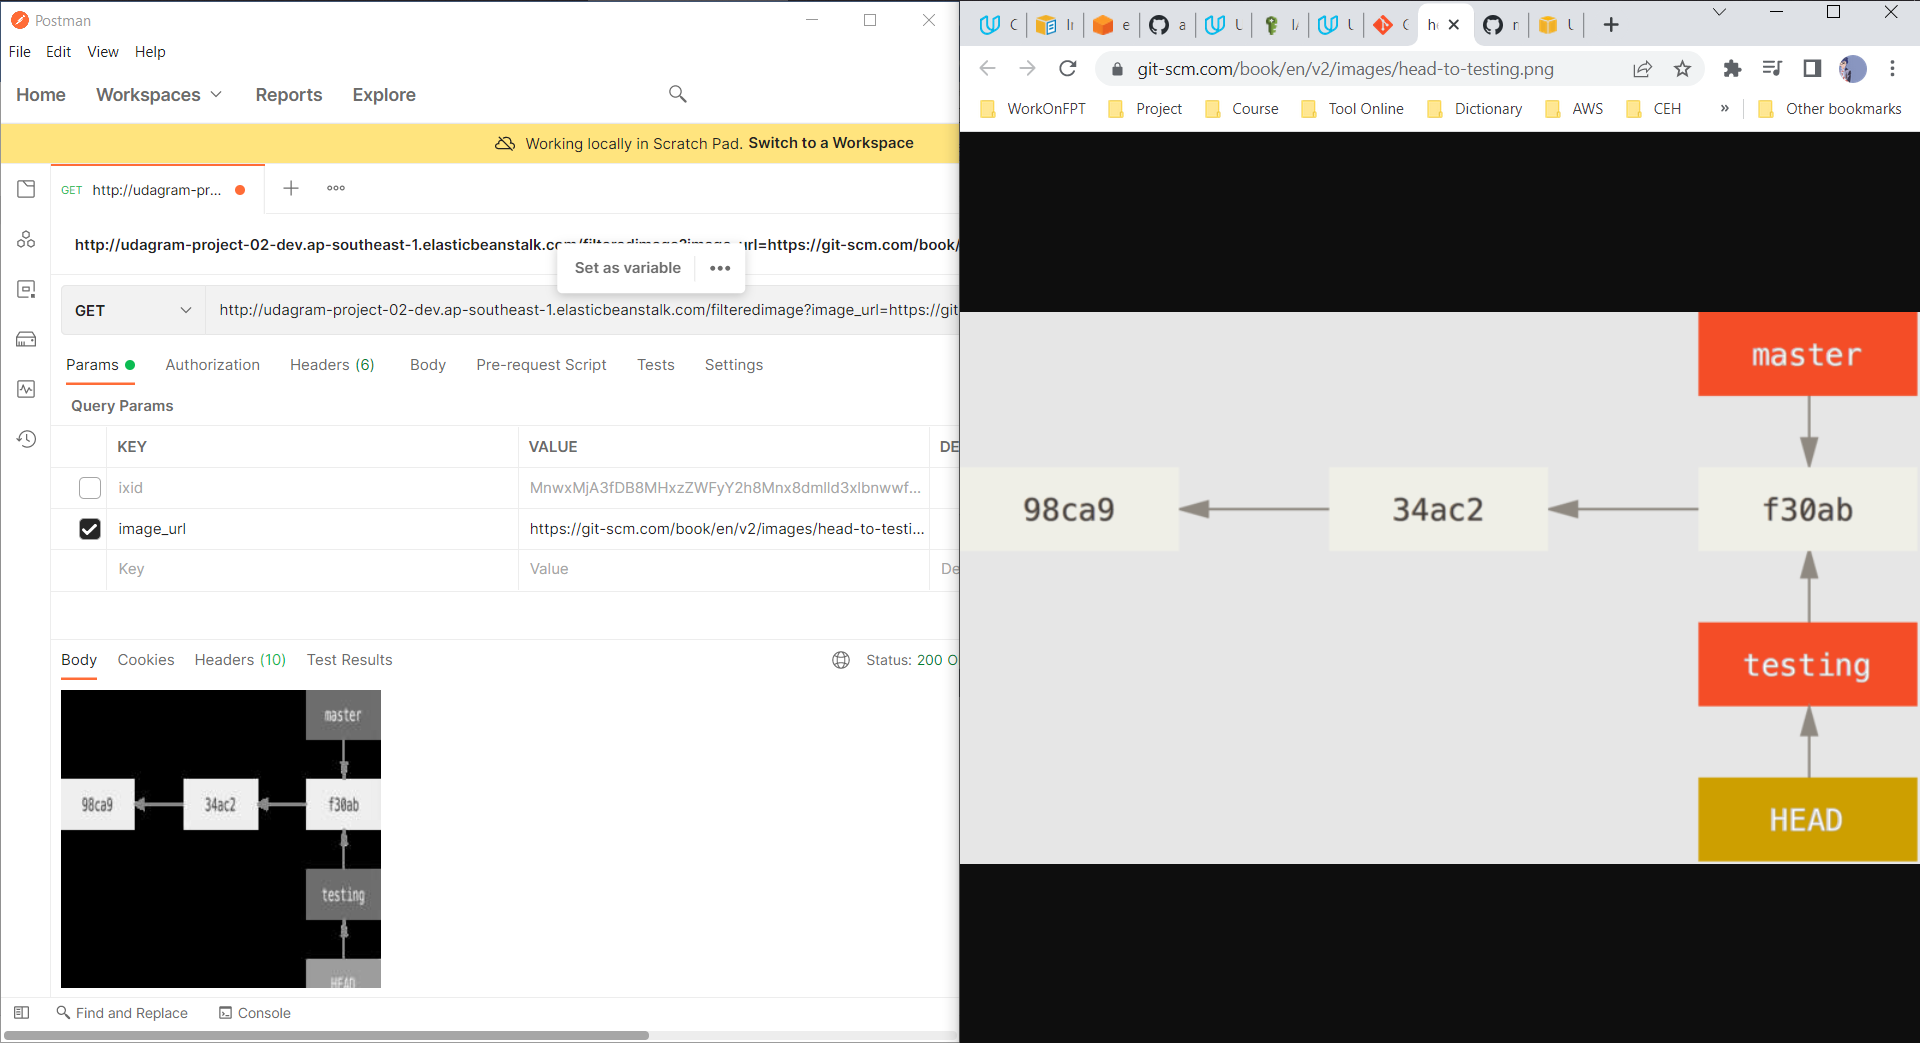 Postman
File Edit View Help
Home Workspaces Reports Explore
Working locally in Scratch Pad. Switch to a Workspace
GET http://udagram-pr...
http://udagram-project-02-dev.ap-southeast-1.elasticbeanstalk.com/filteredimage?image_url=https://git-scm.com/book/
Set as variable
GET http://udagram-project-02-dev.ap-southeast-1.elasticbeanstalk.com/filteredimage?image_url=https://git
Params Authorization Headers (6) Body Pre-request Script Tests Settings
Query Params
KEY VALUE DE
ixid MnwxMjA3fDB8MHxzZWFyY2h8Mnx8dmlld3xlbnwwf...
image_url https://git-scm.com/book/en/v2/images/head-to-testi...
Key Value De
Body Cookies Headers (10) Test Results Status: 200 O
master
98ca9 34ac2 f30ab
testing
HEAD
Find and Replace Console
git-scm.com/book/en/v2/images/head-to-testing.png
WorkOnFPT Project Course Tool Online Dictionary AWS CEH » Other bookmarks
master
98ca9 34ac2 f30ab
testing
HEAD